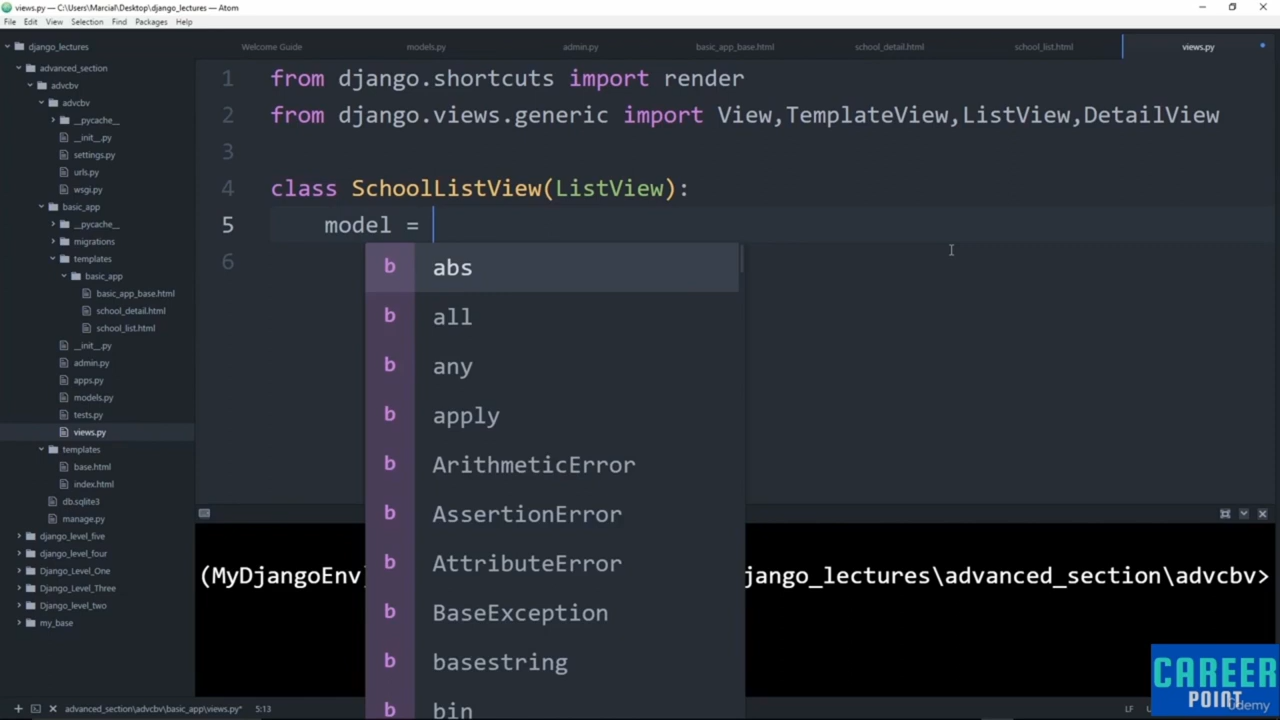 views.py — C:\Users\Marcial\Desktop\django_lectures — Atom
File Edit View Selection Find Packages Help
django_lectures
advanced_section
advcbv
advcbv
__pycache__
__init__.py
settings.py
urls.py
wsgi.py
basic_app
__pycache__
migrations
templates
basic_app
basic_app_base.html
school_detail.html
school_list.html
__init__.py
admin.py
apps.py
models.py
tests.py
views.py
templates
base.html
index.html
db.sqlite3
manage.py
django_level_five
django_level_four
Django_Level_One
Django_Level_Three
Django_level_two
my_base
Welcome Guide models.py admin.py basic_app_base.html school_detail.html school_list.html views.py
1 from django.shortcuts import render
2 from django.views.generic import View,TemplateView,ListView,DetailView
3
4 class SchoolListView(ListView):
5 model =
6
b abs
b all
b any
b apply
b ArithmeticError
b AssertionError
b AttributeError
b BaseException
b basestring
b bin
(MyDjangoEnv) jango_lectures\advanced_section\advcbv>
advanced_section\advcbv\basic_app\views.py* 5:13 LF
CAREER
POINT
Udemy